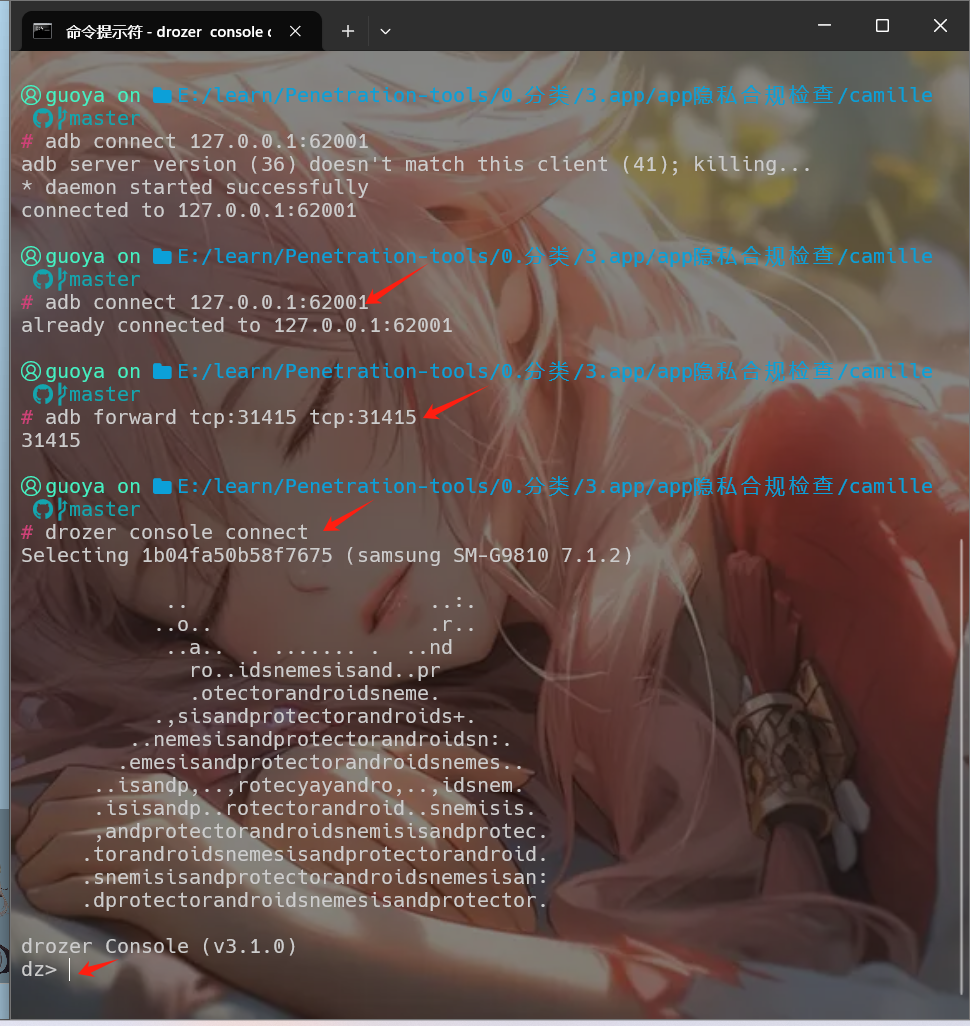 命令提示符 - drozer console c
guoya on E:/learn/Penetration-tools/0.分类/3.app/app隐私合规检查/camille
master
# adb connect 127.0.0.1:62001
adb server version (36) doesn't match this client (41); killing...
* daemon started successfully
connected to 127.0.0.1:62001
guoya on E:/learn/Penetration-tools/0.分类/3.app/app隐私合规检查/camille
master
# adb connect 127.0.0.1:62001
already connected to 127.0.0.1:62001
guoya on E:/learn/Penetration-tools/0.分类/3.app/app隐私合规检查/camille
master
# adb forward tcp:31415 tcp:31415
31415
guoya on E:/learn/Penetration-tools/0.分类/3.app/app隐私合规检查/camille
master
# drozer console connect
Selecting 1b04fa50b58f7675 (samsung SM-G9810 7.1.2)
..                    ..:.
..o..                  .r..
..a..  . ....... .  ..nd
ro..idsnemesisand..pr
.otectorandroidsneme.
.,sisandprotectorandroids+.
..nemesisandprotectorandroidsn:.
.emesisandprotectorandroidsnemes..
..isandp,..,rotecyayandro,..,idsnem.
.isisandp..rotectorandroid..snemisis.
,andprotectorandroidsnemisisandprotec.
.torandroidsnemesisandprotectorandroid.
.snemisisandprotectorandroidsnemesisan:
.dprotectorandroidsnemesisandprotector.
drozer Console (v3.1.0)
dz>